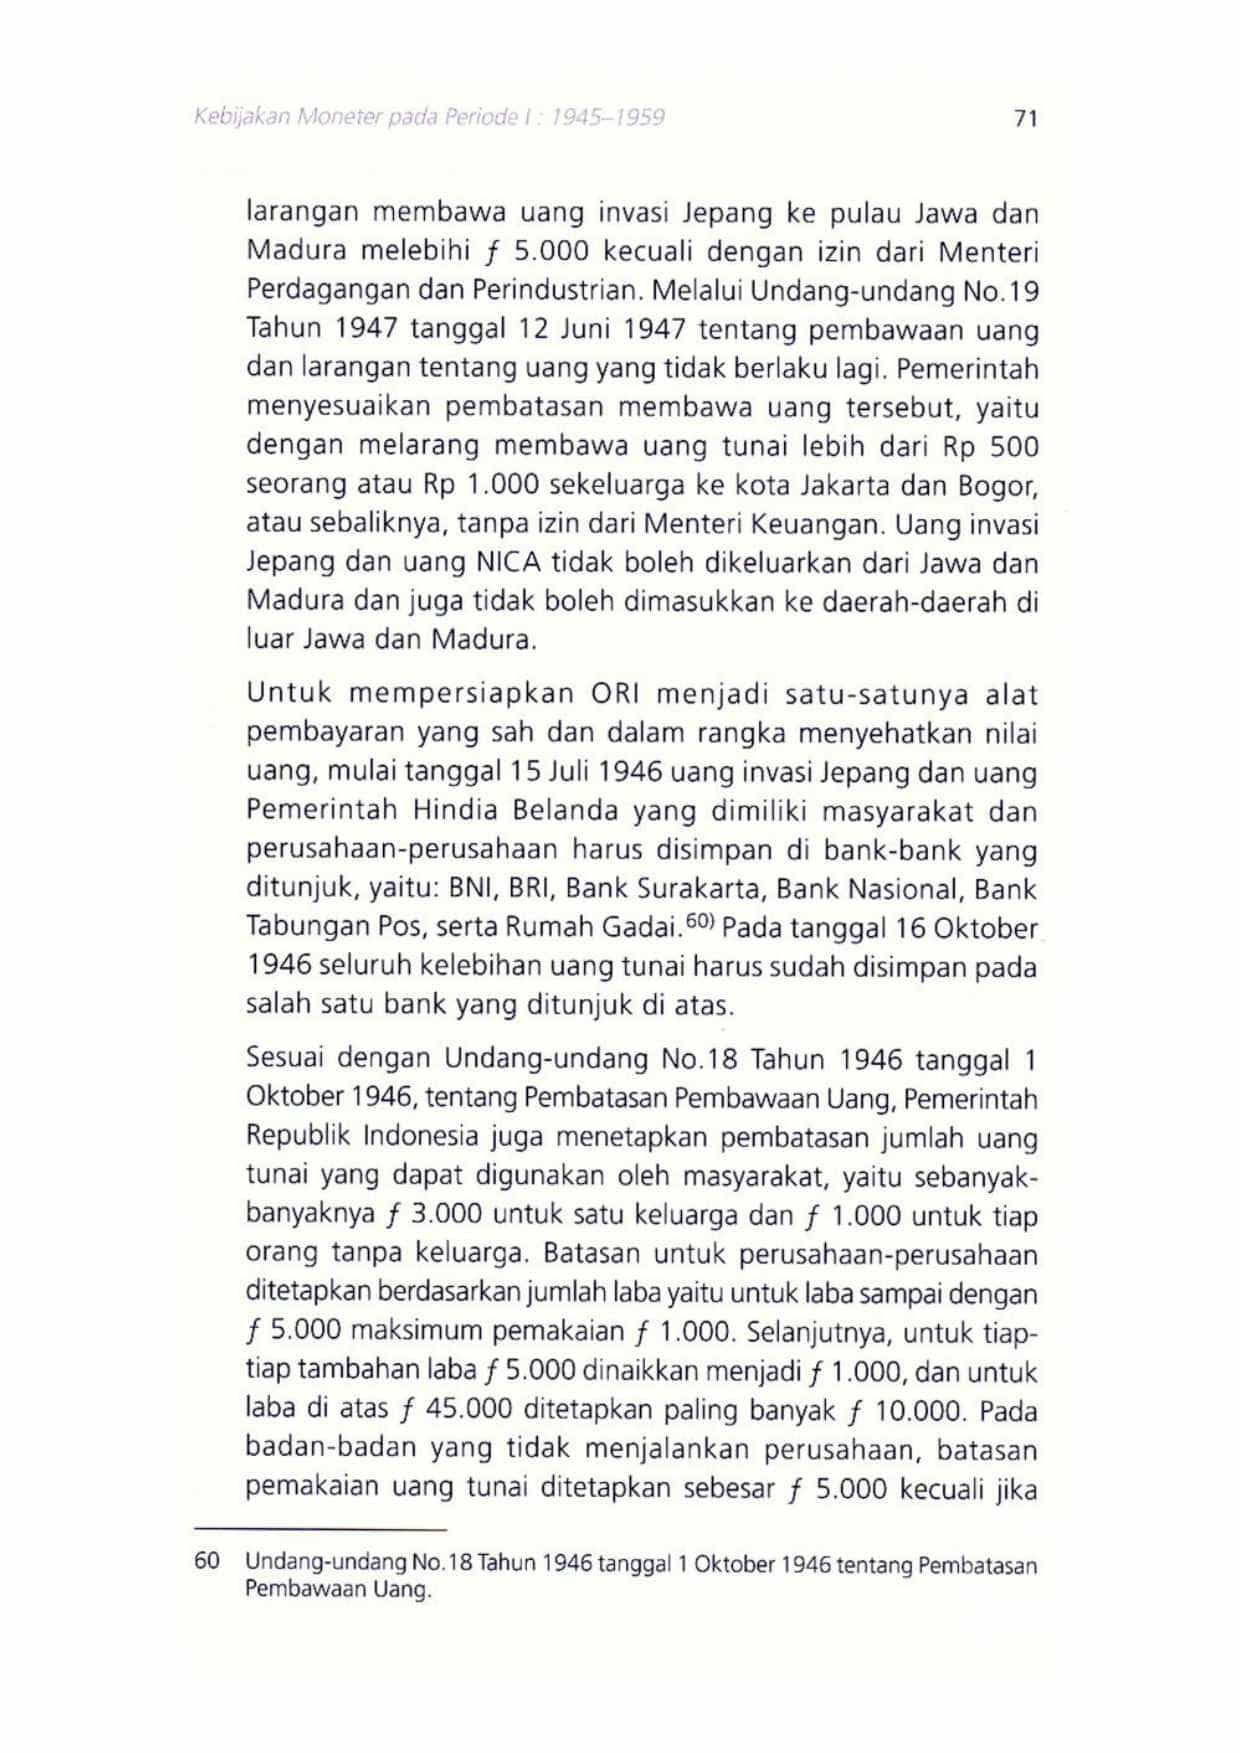 Kebijakan Moneter pada Periode I : 1945–1959 71
larangan membawa uang invasi Jepang ke pulau Jawa dan
Madura melebihi ƒ 5.000 kecuali dengan izin dari Menteri
Perdagangan dan Perindustrian. Melalui Undang-undang No.19
Tahun 1947 tanggal 12 Juni 1947 tentang pembawaan uang
dan larangan tentang uang yang tidak berlaku lagi. Pemerintah
menyesuaikan pembatasan membawa uang tersebut, yaitu
dengan melarang membawa uang tunai lebih dari Rp 500
seorang atau Rp 1.000 sekeluarga ke kota Jakarta dan Bogor,
atau sebaliknya, tanpa izin dari Menteri Keuangan. Uang invasi
Jepang dan uang NICA tidak boleh dikeluarkan dari Jawa dan
Madura dan juga tidak boleh dimasukkan ke daerah-daerah di
luar Jawa dan Madura.
Untuk mempersiapkan ORI menjadi satu-satunya alat
pembayaran yang sah dan dalam rangka menyehatkan nilai
uang, mulai tanggal 15 Juli 1946 uang invasi Jepang dan uang
Pemerintah Hindia Belanda yang dimiliki masyarakat dan
perusahaan-perusahaan harus disimpan di bank-bank yang
ditunjuk, yaitu: BNI, BRI, Bank Surakarta, Bank Nasional, Bank
Tabungan Pos, serta Rumah Gadai.60) Pada tanggal 16 Oktober
1946 seluruh kelebihan uang tunai harus sudah disimpan pada
salah satu bank yang ditunjuk di atas.
Sesuai dengan Undang-undang No.18 Tahun 1946 tanggal 1
Oktober 1946, tentang Pembatasan Pembawaan Uang, Pemerintah
Republik Indonesia juga menetapkan pembatasan jumlah uang
tunai yang dapat digunakan oleh masyarakat, yaitu sebanyak-
banyaknya ƒ 3.000 untuk satu keluarga dan ƒ 1.000 untuk tiap
orang tanpa keluarga. Batasan untuk perusahaan-perusahaan
ditetapkan berdasarkan jumlah laba yaitu untuk laba sampai dengan
ƒ 5.000 maksimum pemakaian ƒ 1.000. Selanjutnya, untuk tiap-
tiap tambahan laba ƒ 5.000 dinaikkan menjadi ƒ 1.000, dan untuk
laba di atas ƒ 45.000 ditetapkan paling banyak ƒ 10.000. Pada
badan-badan yang tidak menjalankan perusahaan, batasan
pemakaian uang tunai ditetapkan sebesar ƒ 5.000 kecuali jika
60 Undang-undang No.18 Tahun 1946 tanggal 1 Oktober 1946 tentang Pembatasan
Pembawaan Uang.